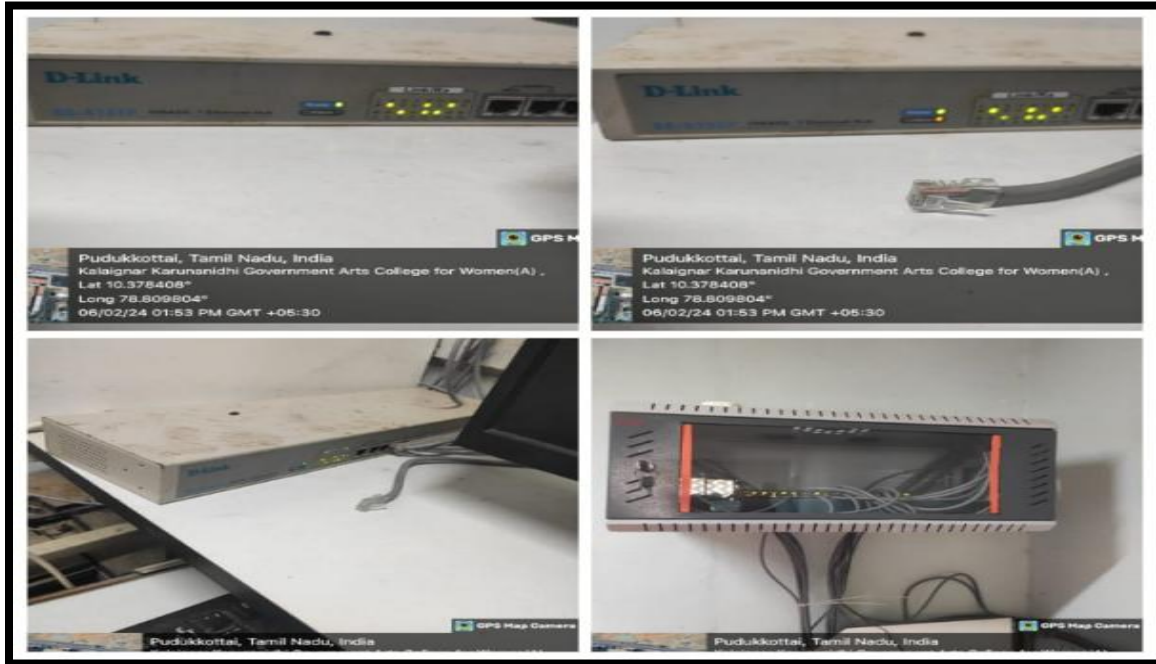 D-Link
Power
GPS M
Pudukkottai, Tamil Nadu, India
Kalaignar Karunanidhi Government Arts College for Women(A) ,
Lat 10.378408°
Long 78.809804°
06/02/24 01:53 PM GMT +05:30
D-Link
GPS M
Pudukkottai, Tamil Nadu, India
Kalaignar Karunanidhi Government Arts College for Women(A) ,
Lat 10.378408°
Long 78.809804°
06/02/24 01:53 PM GMT +05:30
D-Link
GPS Map Camera
Pudukkottai, Tamil Nadu, India
GPS Map Camera
Pudukkottai, Tamil Nadu, India